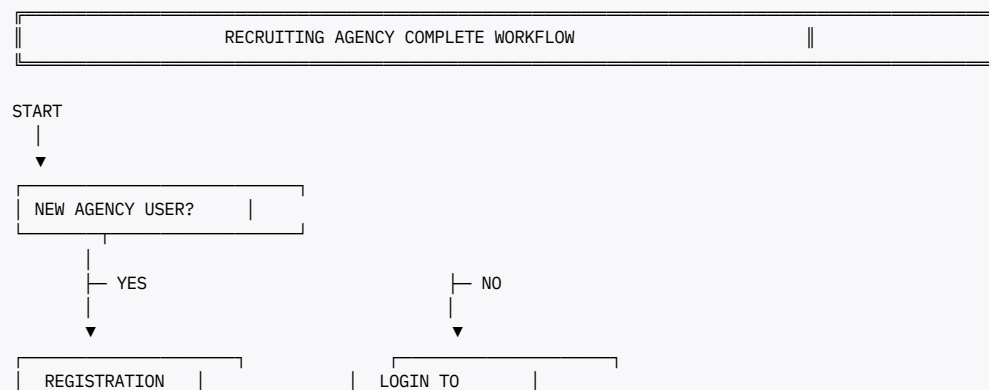 RECRUITING AGENCY COMPLETE WORKFLOW
START
NEW AGENCY USER?
YES NO
REGISTRATION LOGIN TO